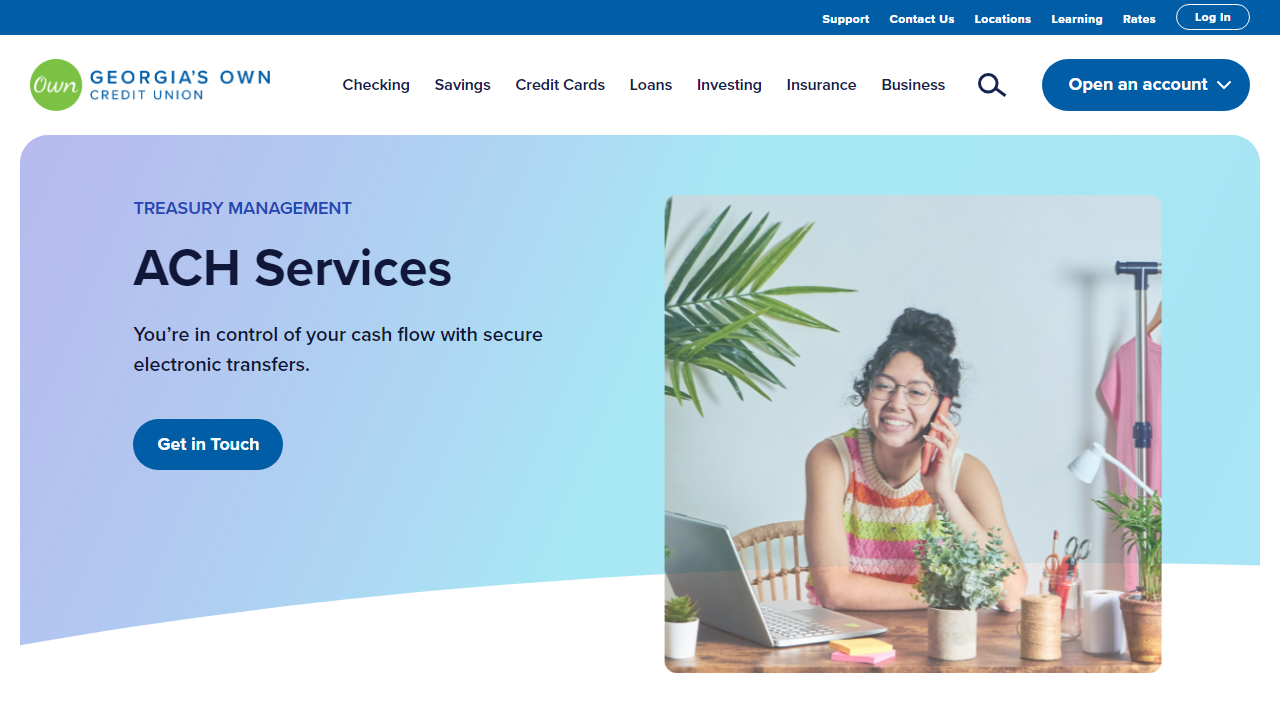 Support Contact Us Locations Learning Rates Log In
Own GEORGIA'S OWN
CREDIT UNION
Checking Savings Credit Cards Loans Investing Insurance Business Open an account
TREASURY MANAGEMENT
ACH Services
You’re in control of your cash flow with secure
electronic transfers.
Get in Touch